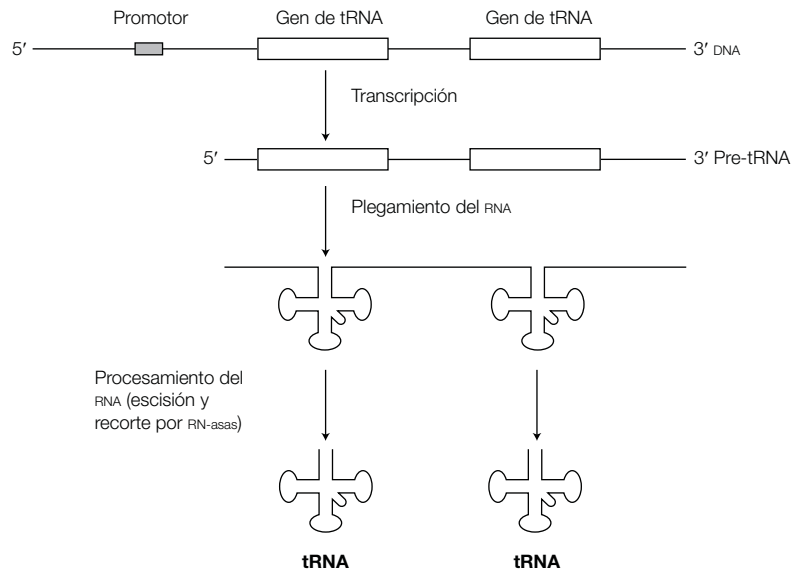 Promotor
Gen de tRNA
Gen de tRNA
5′
3′ DNA
Transcripción
5′
3′ Pre-tRNA
Plegamiento del RNA
Procesamiento del
RNA (escisión y
recorte por RN-asas)
tRNA
tRNA